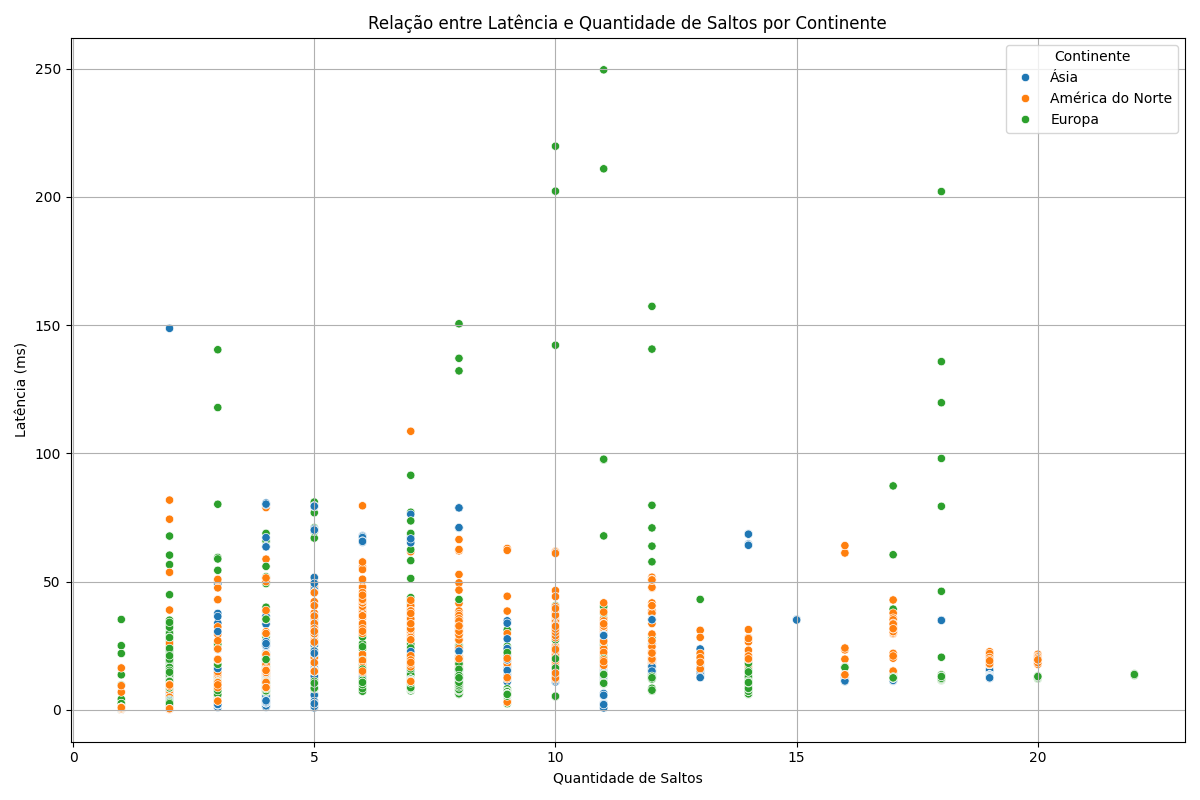 Relação entre Latência e Quantidade de Saltos por Continente
250
200
150
100
50
0
Latência (ms)
Continente
Ásia
América do Norte
Europa
0
5
10
15
20
Quantidade de Saltos